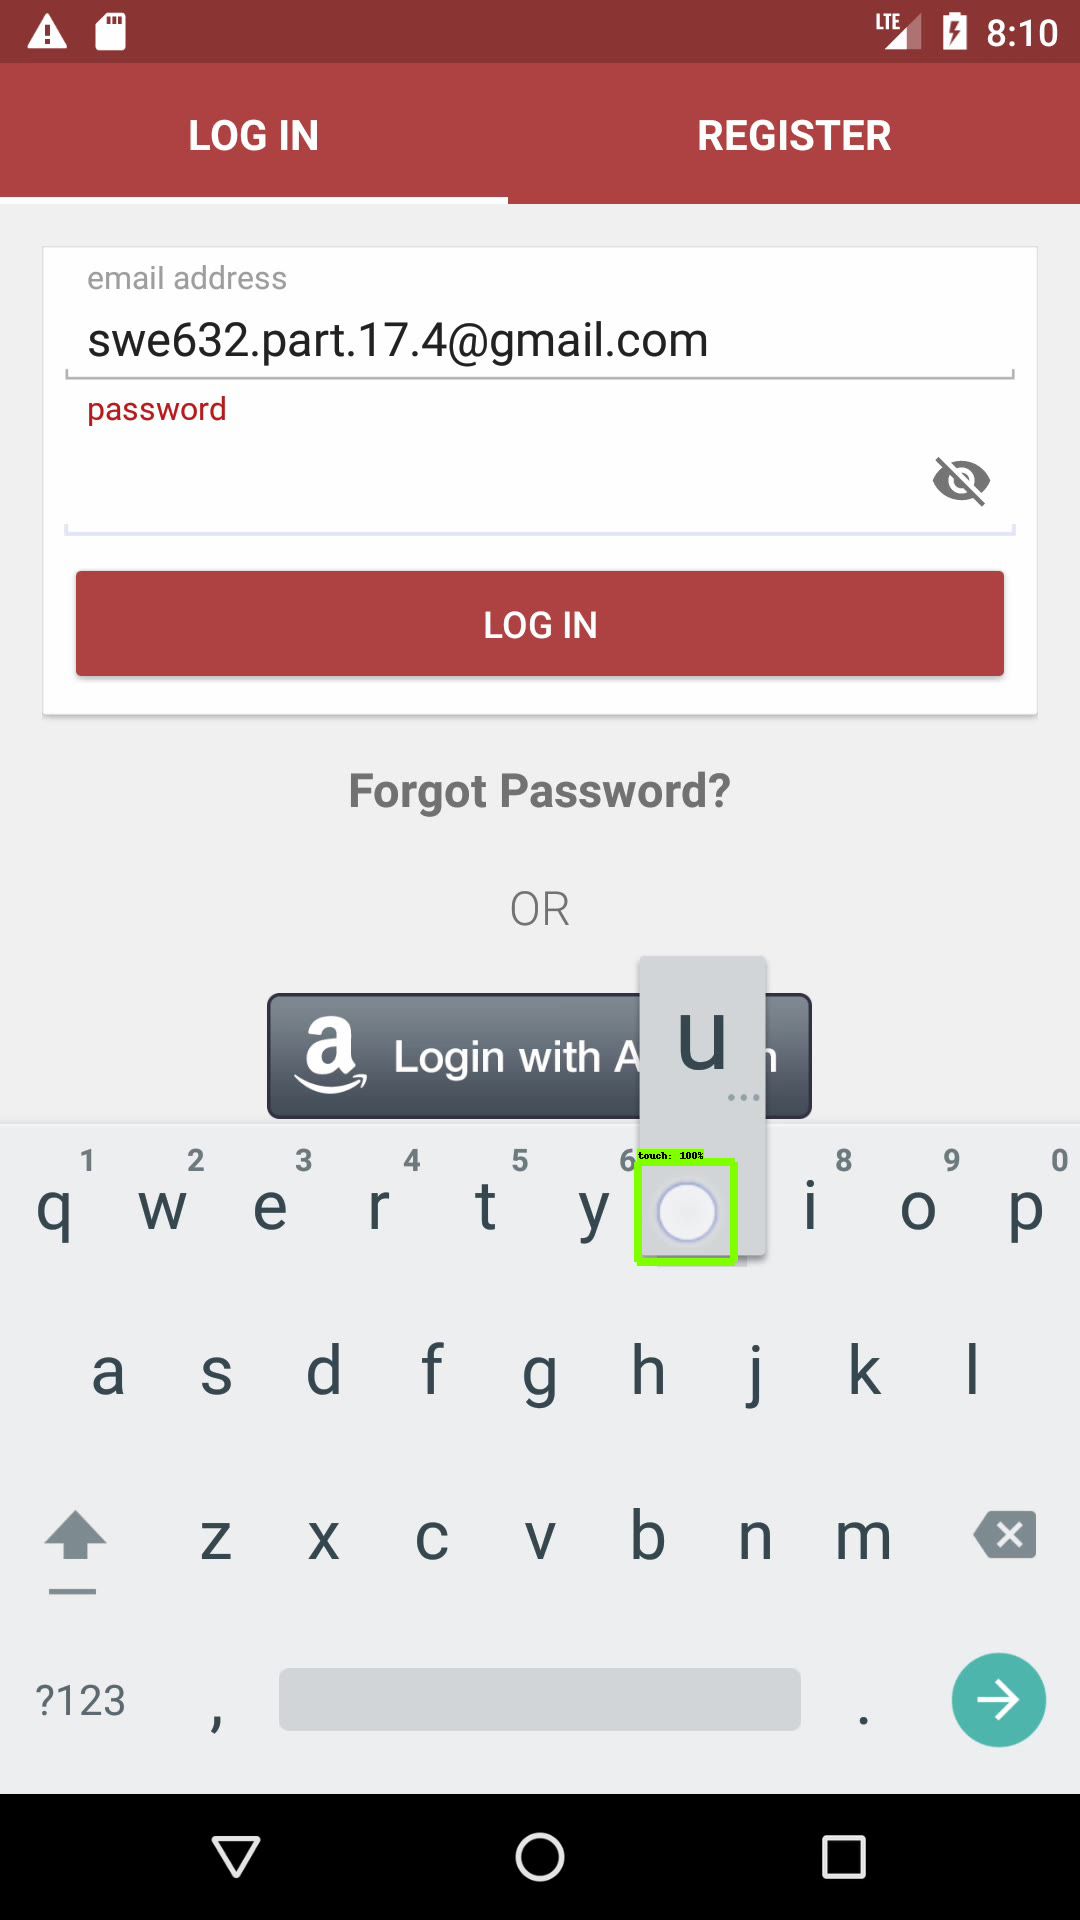 LTE 8:10
LOG IN REGISTER
email address
swe632.part.17.4@gmail.com
password
LOG IN
Forgot Password?
OR
a Login with A n
u
...
touch: 100%
1 2 3 4 5 6 8 9 0
q w e r t y i o p
a s d f g h j k l
z x c v b n m
?123 , .